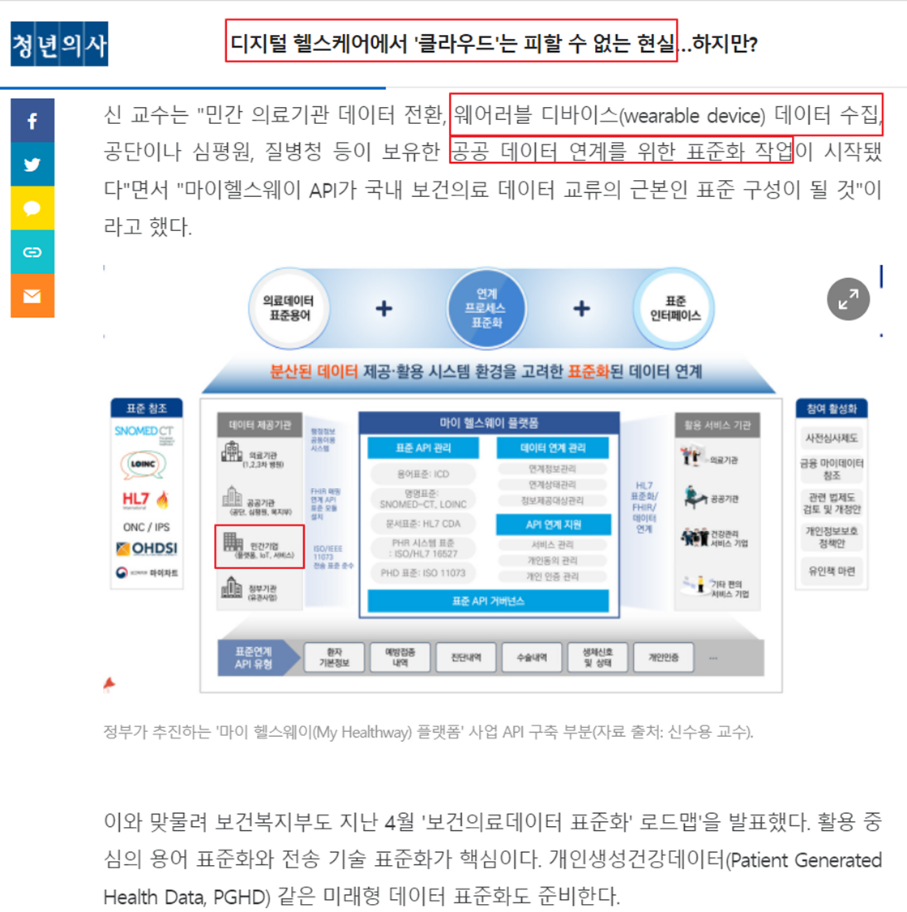 청년의사
디지털 헬스케어에서 '클라우드'는 피할 수 없는 현실…하지만?
신 교수는 "민간 의료기관 데이터 전환, 웨어러블 디바이스(wearable device) 데이터 수집,
공단이나 심평원, 질병청 등이 보유한 공공 데이터 연계를 위한 표준화 작업이 시작됐
다"면서 "마이헬스웨이 API가 국내 보건의료 데이터 교류의 근본인 표준 구성이 될 것"이
라고 했다.
의료데이터
표준용어
+
연계
프로세스
표준화
+
표준
인터페이스
분산된 데이터 제공·활용 시스템 환경을 고려한 표준화된 데이터 연계
표준 참조
SNOMED CT
LOINC
HL7
ONC / IPS
OHDSI
마이차트
데이터 제공기관
의료기관
(1,2,3차 병원)
공공기관
(공단, 심평원, 복지부)
민간기업
(플랫폼, IoT, 서비스)
정부기관
(유관사업)
행정정보
공동이용
시스템
FHIR 매핑
연계 API
표준 모듈
설치
ISO/IEEE
11073
전송 표준 준수
마이 헬스웨이 플랫폼
표준 API 관리
용어표준: ICD
명명표준:
SNOMED-CT, LOINC
문서표준: HL7 CDA
PHR 시스템 표준
: ISO/HL7 16527
PHD 표준: ISO 11073
데이터 연계 관리
연계정보관리
연계상태관리
정보제공대상관리
API 연계 지원
서비스 관리
개인동의 관리
개인 인증 관리
표준 API 거버넌스
HL7
표준화/
FHIR/
데이터
연계
활용 서비스 기관
의료기관
공공기관
건강관리
서비스 기업
기타 편의
서비스 기업
참여 활성화
사전심사제도
금융 마이데이터
참조
관련 법제도
검토 및 개정안
개인정보보호
정책안
유인책 마련
표준연계
API 유형
환자
기본정보
예방접종
내역
진단내역
수술내역
생체신호
및 상태
개인인증
...
정부가 추진하는 '마이 헬스웨이(My Healthway) 플랫폼' 사업 API 구축 부분(자료 출처: 신수용 교수).
이와 맞물려 보건복지부도 지난 4월 '보건의료데이터 표준화' 로드맵'을 발표했다. 활용 중
심의 용어 표준화와 전송 기술 표준화가 핵심이다. 개인생성건강데이터(Patient Generated
Health Data, PGHD) 같은 미래형 데이터 표준화도 준비한다.